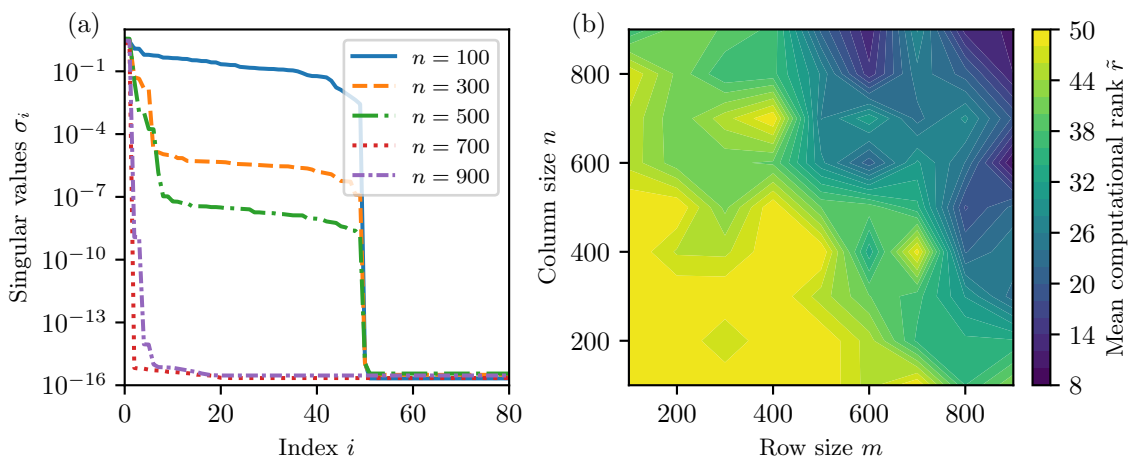 (a)
Singular values σᵢ
10⁻¹
10⁻⁴
10⁻⁷
10⁻¹⁰
10⁻¹³
10⁻¹⁶
n = 100
n = 300
n = 500
n = 700
n = 900
0 20 40 60 80
Index i
(b)
Column size n
800
600
400
200
200 400 600 800
Row size m
50
44
38
32
26
20
14
8
Mean computational rank r̃